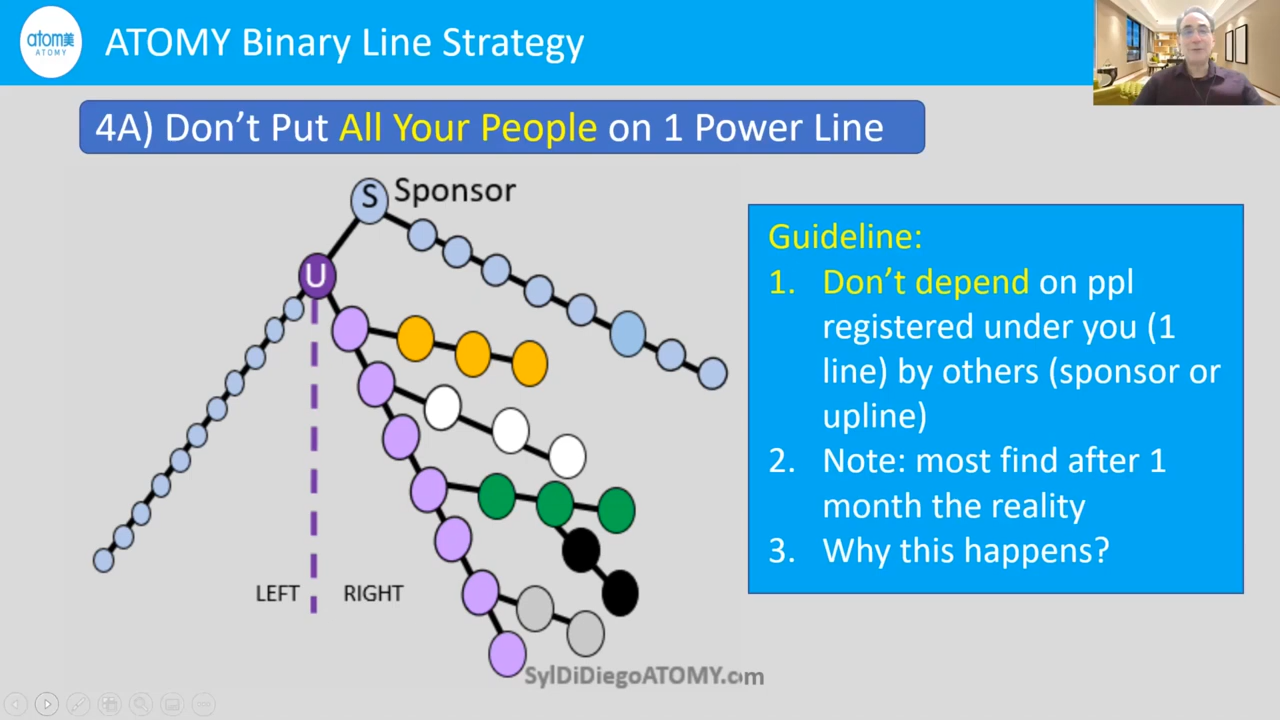 atom美
ATOMY
ATOMY Binary Line Strategy
4A) Don't Put All Your People on 1 Power Line
S Sponsor
U
Guideline:
1. Don't depend on ppl
registered under you (1
line) by others (sponsor or
upline)
2. Note: most find after 1
month the reality
3. Why this happens?
LEFT RIGHT
SylDiDiegoATOMY.com